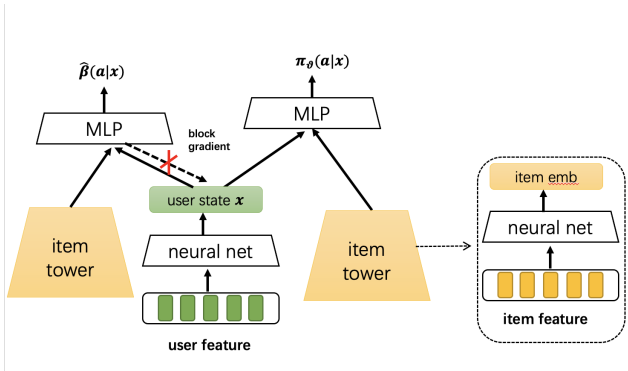 β̂(a|x)
π_ϑ(a|x)
MLP
MLP
block
gradient
user state x
item emb
item
tower
neural net
item
tower
neural net
user feature
item feature